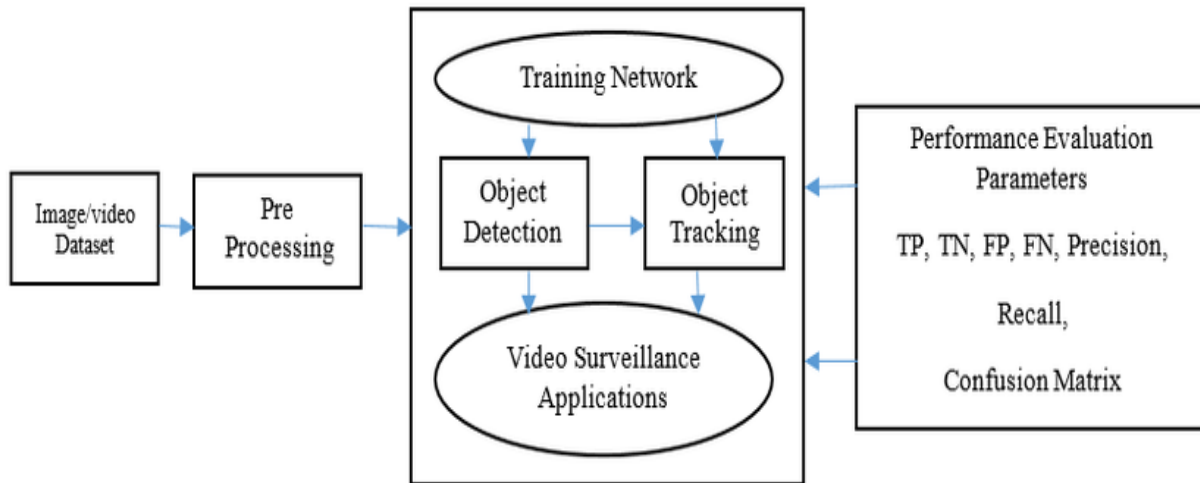 Image/video
Dataset
Pre
Processing
Training Network
Object
Detection
Object
Tracking
Video Surveillance
Applications
Performance Evaluation
Parameters
TP, TN, FP, FN, Precision,
Recall,
Confusion Matrix